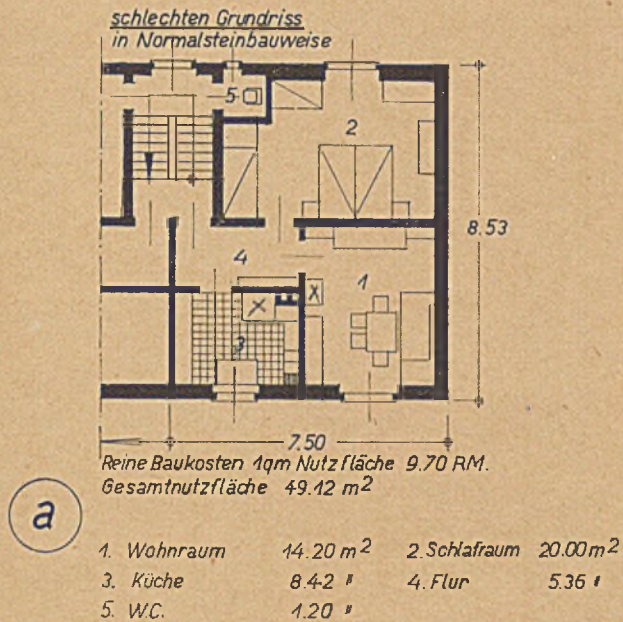 schlechten Grundriss
in Normalsteinbauweise
5
2
8.53
4
1
3
7.50
Reine Baukosten 1qm Nutzfläche 9.70 RM.
Gesamtnutzfläche 49.12 m²
a
1. Wohnraum 14.20 m² 2. Schlafraum 20.00 m²
3. Küche 8.42 " 4. Flur 5.36 "
5. W.C. 1.20 "